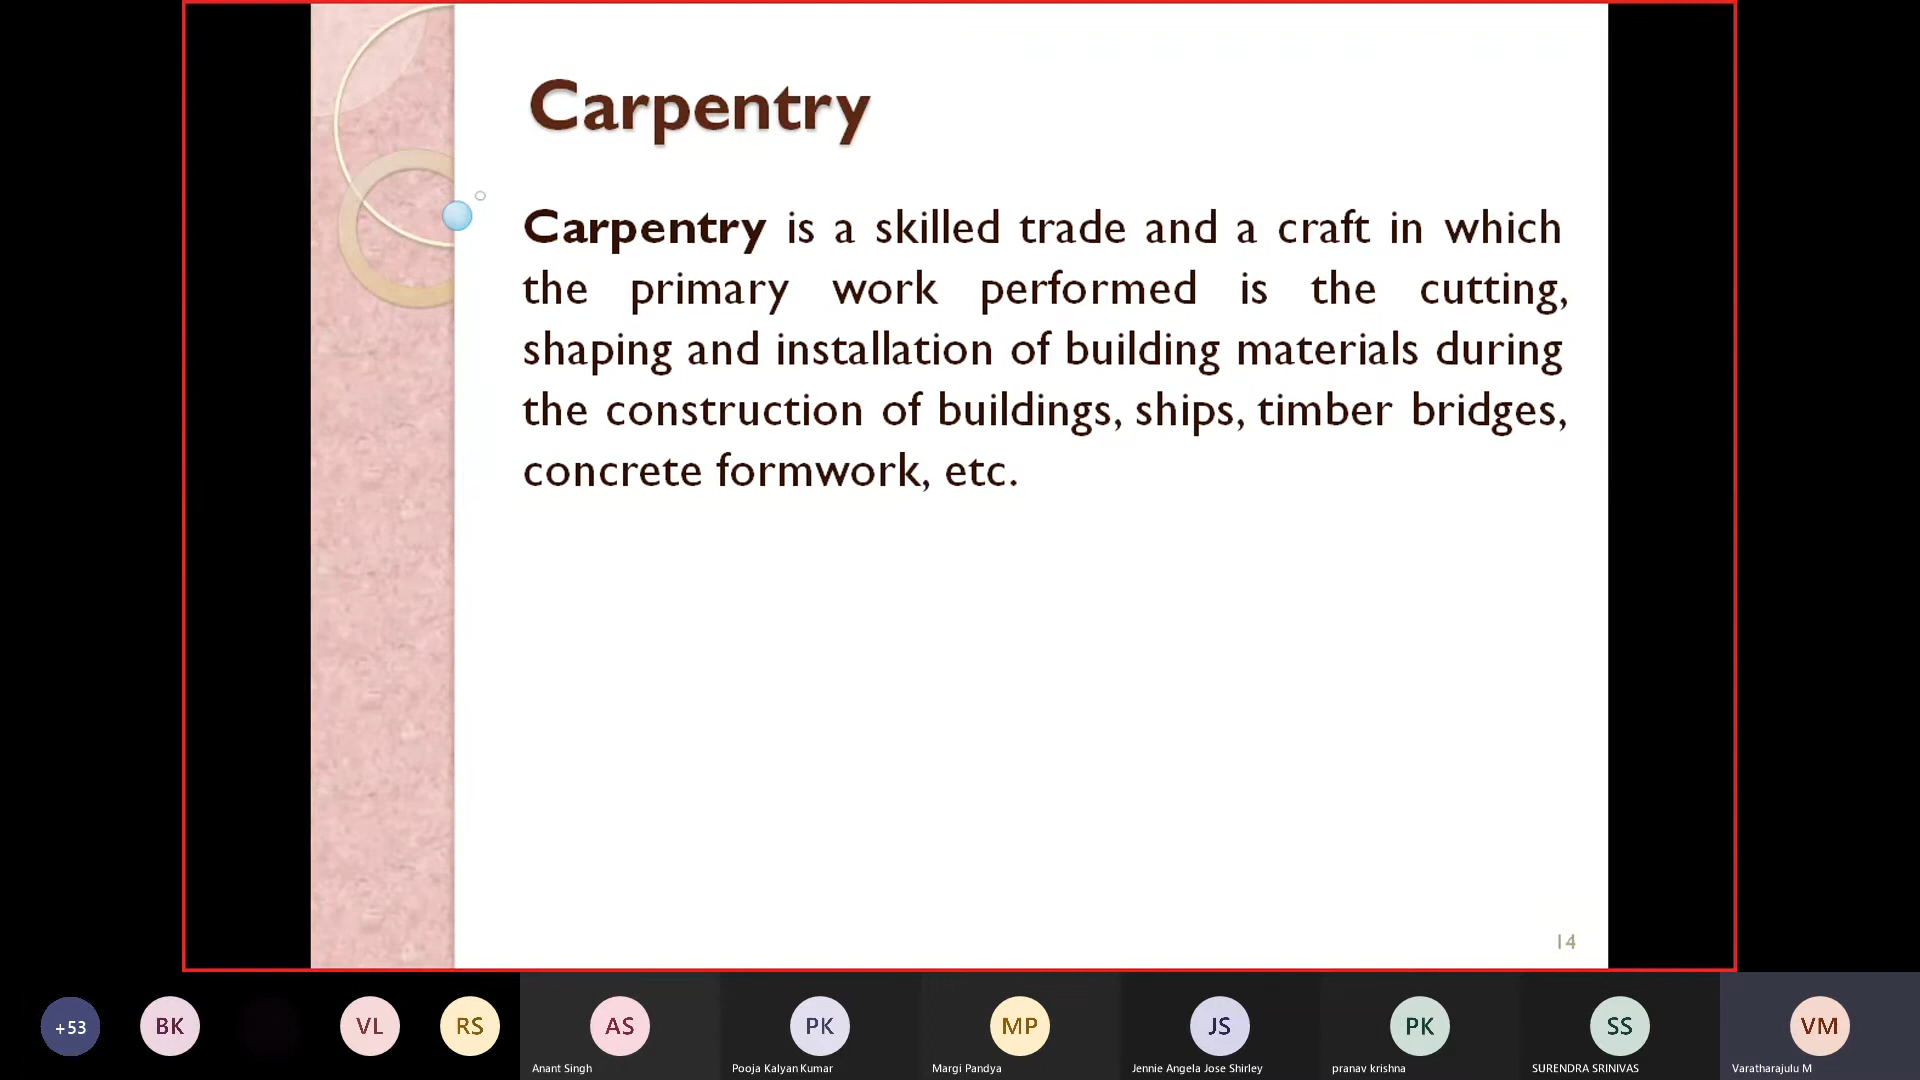 Carpentry
Carpentry is a skilled trade and a craft in which
the primary work performed is the cutting,
shaping and installation of building materials during
the construction of buildings, ships, timber bridges,
concrete formwork, etc.
14
+53
BK
VL
RS
AS
PK
MP
JS
PK
SS
VM
Anant Singh
Pooja Kalyan Kumar
Margi Pandya
Jennie Angela Jose Shirley
pranav krishna
SURENDRA SRINIVAS
Varatharajulu M